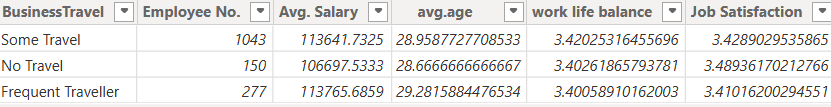 BusinessTravel Employee No. Avg. Salary avg.age work life balance Job Satisfaction
Some Travel 1043 113641.7325 28.9587727708533 3.42025316455696 3.4289029535865
No Travel 150 106697.5333 28.6666666666667 3.40261865793781 3.48936170212766
Frequent Traveller 277 113765.6859 29.2815884476534 3.40058910162003 3.41016200294551